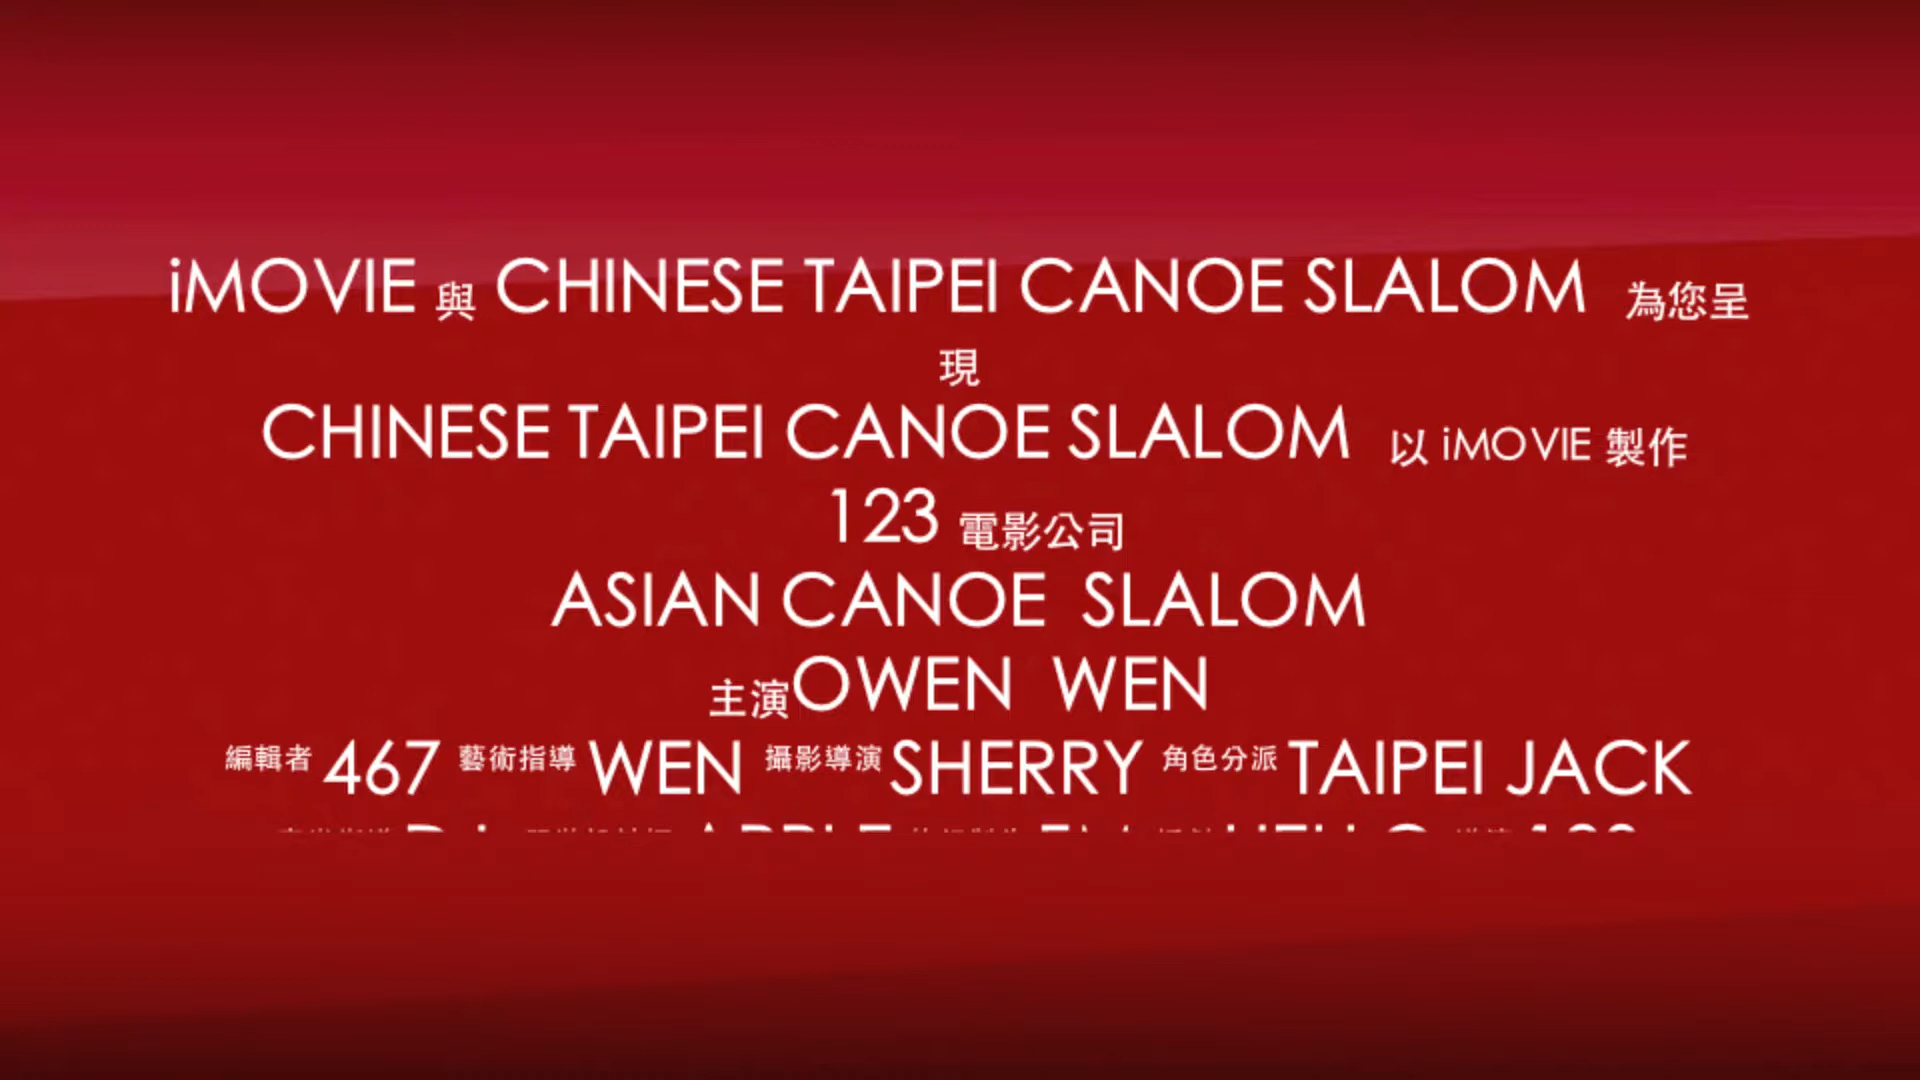 iMOVIE 與 CHINESE TAIPEI CANOE SLALOM 為您呈
現
CHINESE TAIPEI CANOE SLALOM 以 iMOVIE 製作
123 電影公司
ASIAN CANOE SLALOM
主演OWEN WEN
編輯者 467 藝術指導 WEN 攝影導演 SHERRY 角色分派 TAIPEI JACK